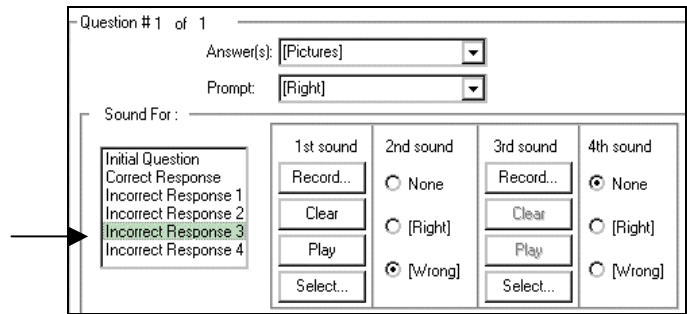 Question # 1 of 1
Answer(s): [Pictures]
Prompt: [Right]
Sound For :
Initial Question
Correct Response
Incorrect Response 1
Incorrect Response 2
Incorrect Response 3
Incorrect Response 4
1st sound
Record...
Clear
Play
Select...
2nd sound
None
[Right]
[Wrong]
3rd sound
Record...
Clear
Play
Select...
4th sound
None
[Right]
[Wrong]